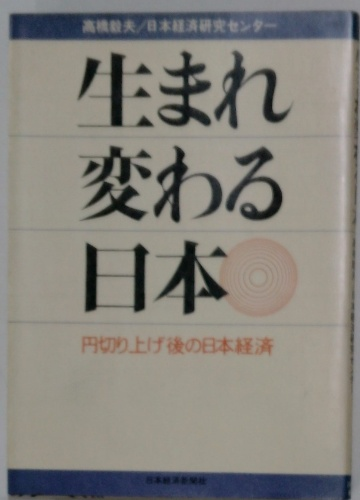 高橋毅夫/日本経済研究センター
生まれ
変わる
日本
円切り上げ後の日本経済
日本経済新聞社